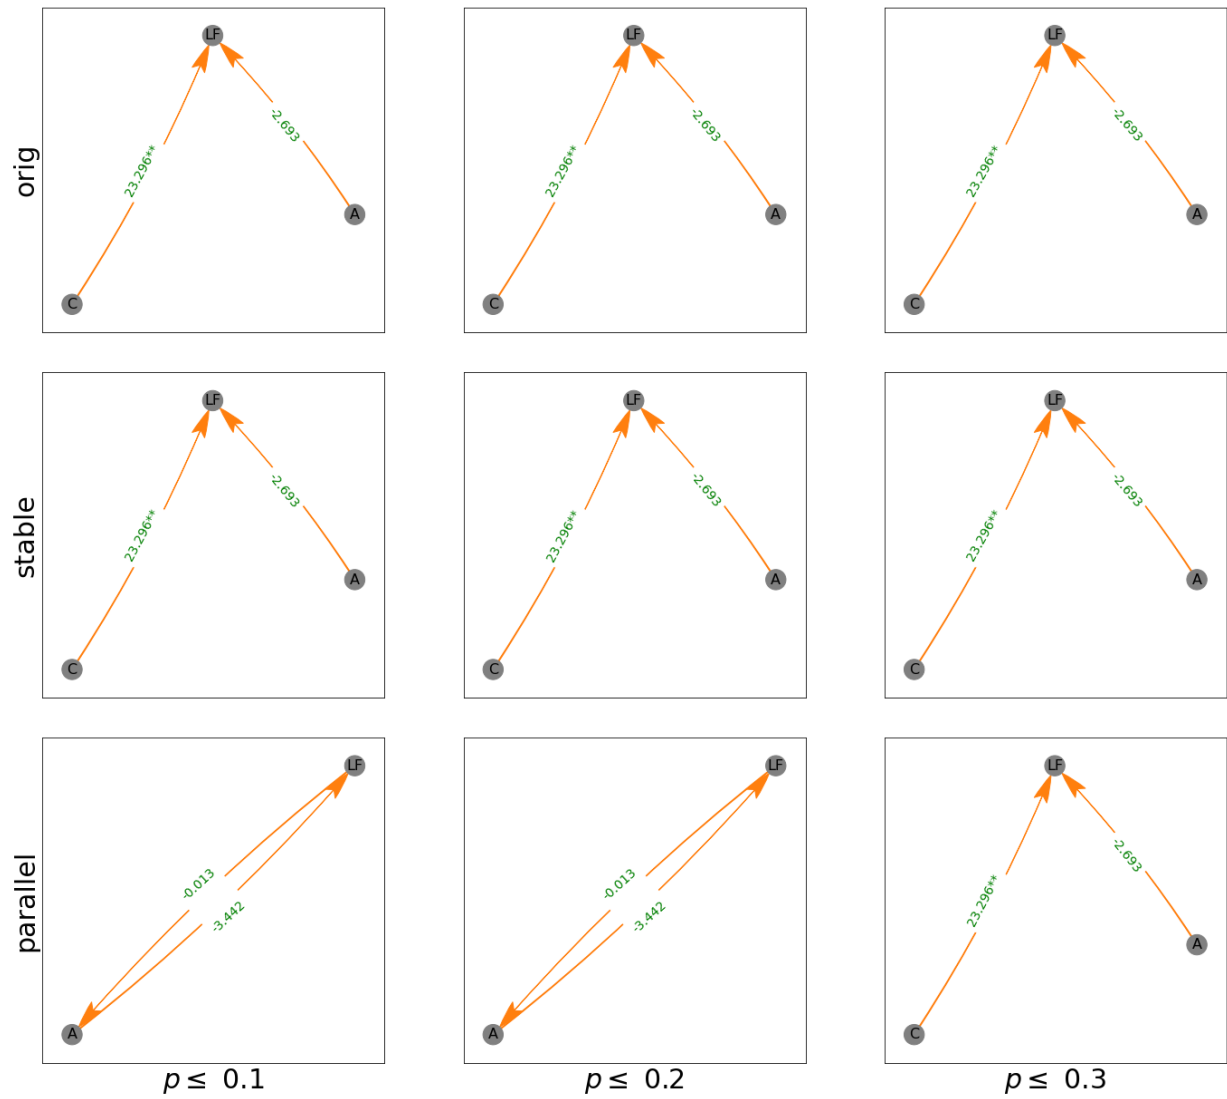 LF
LF
LF
-2.693
-2.693
-2.693
orig
23.296**
23.296**
23.296**
A
A
A
C
C
C
LF
LF
LF
-2.693
-2.693
-2.693
stable
23.296**
23.296**
23.296**
A
A
A
C
C
C
LF
LF
LF
-2.693
parallel
-0.013
-0.013
23.296**
-3.442
-3.442
A
A
A
C
p ≤ 0.1
p ≤ 0.2
p ≤ 0.3